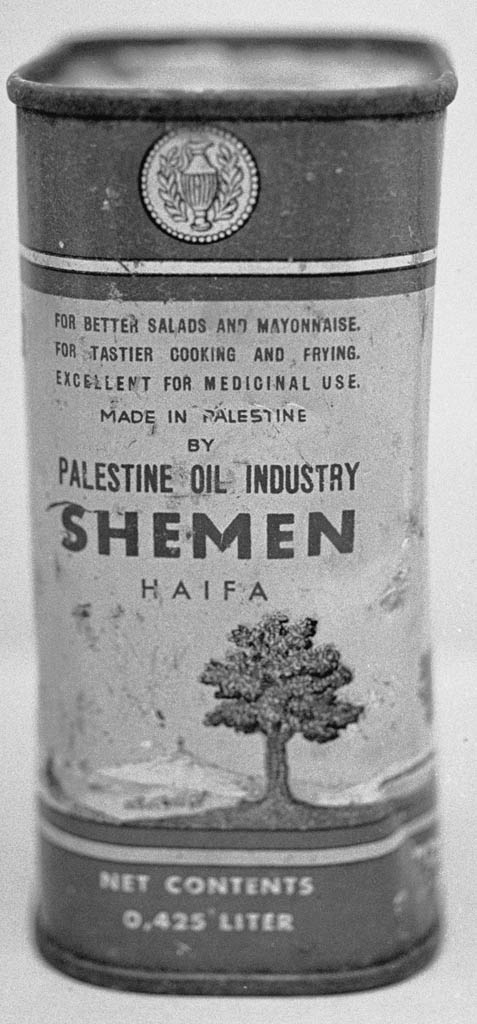 FOR BETTER SALADS AND MAYONNAISE.
FOR TASTIER COOKING AND FRYING.
EXCELLENT FOR MEDICINAL USE.
MADE IN PALESTINE
BY
PALESTINE OIL INDUSTRY
SHEMEN
HAIFA
NET CONTENTS
0,425 LITER